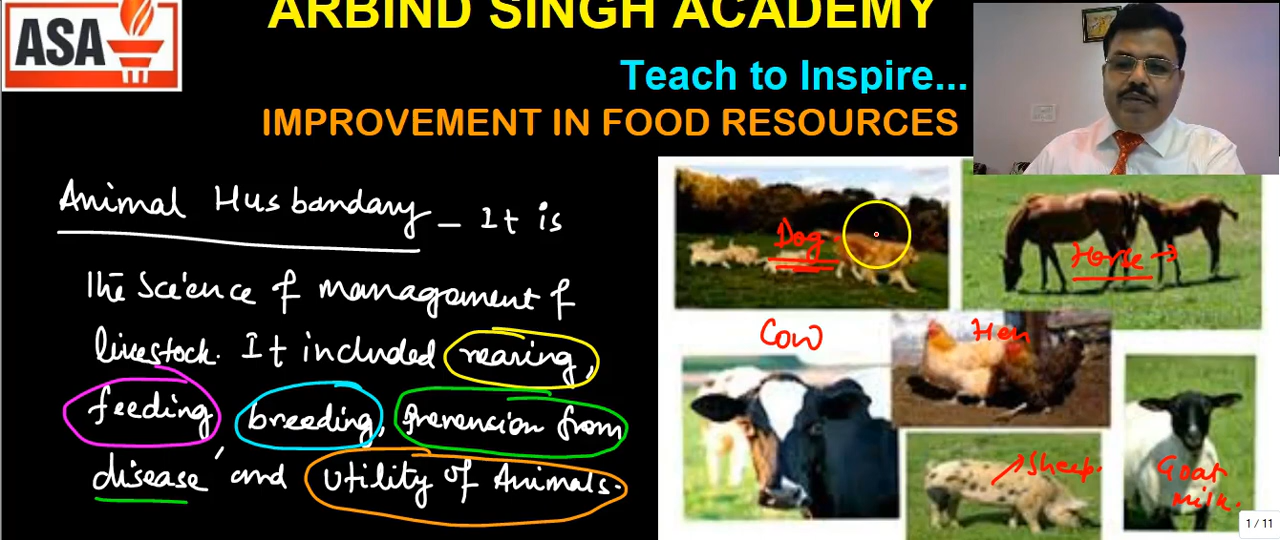 ARBIND SINGH ACADEMY
ASA
Teach to Inspire...
IMPROVEMENT IN FOOD RESOURCES
Animal Husbandary - It is
the science of management of
livestock. It included rearing,
feeding, breeding, prevension from
disease and Utility of Animals.
Dog
Horse
Cow
Hen
Sheep.
Goat
milk.
1 / 11